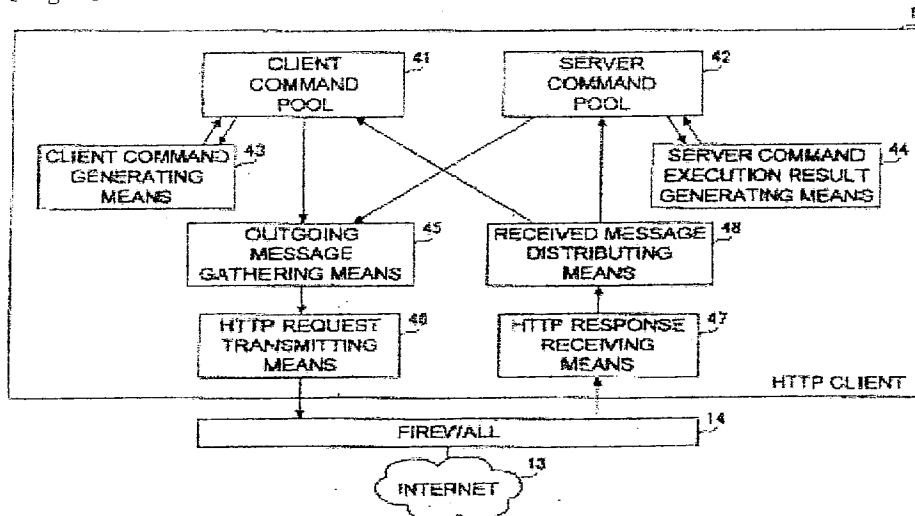 41
CLIENT
COMMAND
POOL
42
SERVER
COMMAND
POOL
43
CLIENT COMMAND
GENERATING
MEANS
44
SERVER COMMAND
EXECUTION RESULT
GENERATING MEANS
45
OUTGOING
MESSAGE
GATHERING MEANS
48
RECEIVED MESSAGE
DISTRIBUTING
MEANS
46
HTTP REQUEST
TRANSMITTING
MEANS
47
HTTP RESPONSE
RECEIVING
MEANS
HTTP CLIENT
14
FIREWALL
13
INTERNET